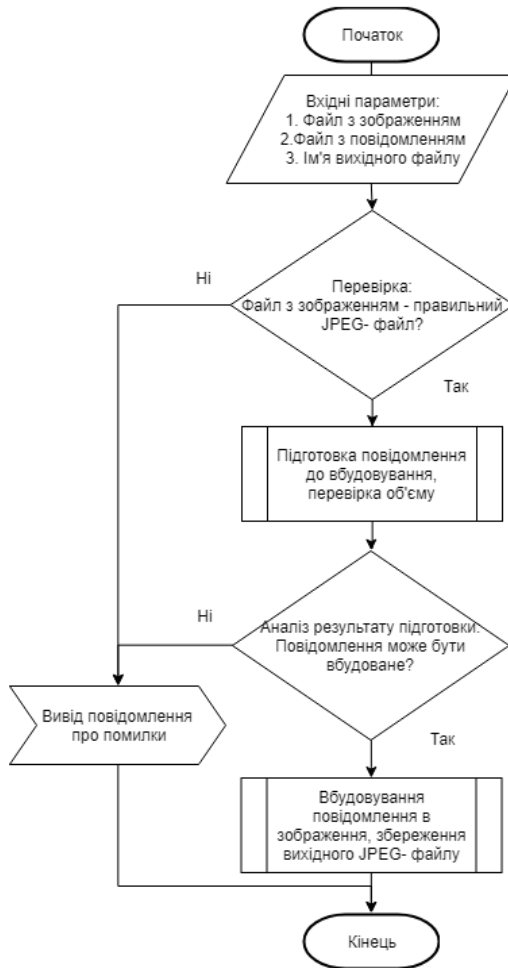 Початок
Вхідні параметри:
1. Файл з зображенням
2.Файл з повідомленням
3. Ім'я вихідного файлу
Ні
Перевірка:
Файл з зображенням - правильний
JPEG- файл?
Так
Підготовка повідомлення
до вбудовування,
перевірка об'єму
Ні
Аналіз результату підготовки:
Повідомлення може бути
вбудоване?
Вивід повідомлення
про помилки
Так
Вбудовування
повідомлення в
зображення, збереження
вихідного JPEG- файлу
Кінець